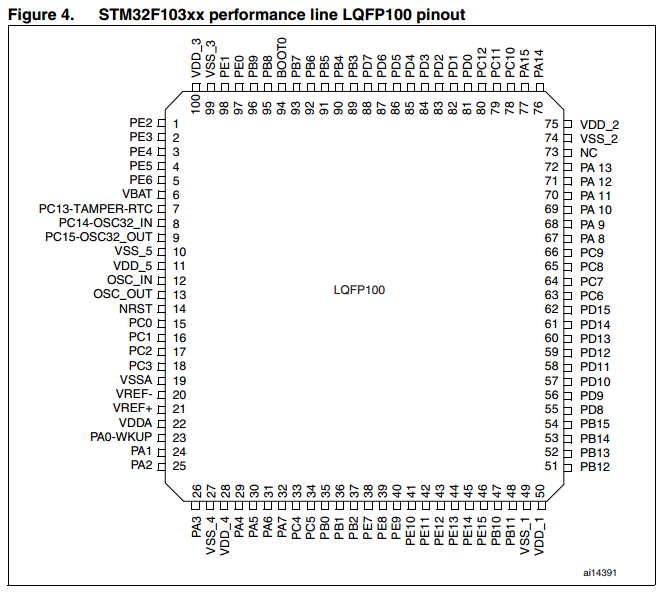 Figure 4. STM32F103xx performance line LQFP100 pinout
VDD_3 VSS_3 PE1 PE0 PB9 PB8 BOOT0 PB7 PB6 PB5 PB4 PB3 PD7 PD6 PD5 PD4 PD3 PD2 PD1 PD0 PC12 PC11 PC10 PA15 PA14
100 99 98 97 96 95 94 93 92 91 90 89 88 87 86 85 84 83 82 81 80 79 78 77 76
PE2 1 75 VDD_2
PE3 2 74 VSS_2
PE4 3 73 NC
PE5 4 72 PA 13
PE6 5 71 PA 12
VBAT 6 70 PA 11
PC13-TAMPER-RTC 7 69 PA 10
PC14-OSC32_IN 8 68 PA 9
PC15-OSC32_OUT 9 67 PA 8
VSS_5 10 66 PC9
VDD_5 11 65 PC8
OSC_IN 12 64 PC7
OSC_OUT 13 63 PC6
NRST 14 62 PD15
PC0 15 61 PD14
PC1 16 60 PD13
PC2 17 59 PD12
PC3 18 58 PD11
VSSA 19 57 PD10
VREF- 20 56 PD9
VREF+ 21 55 PD8
VDDA 22 54 PB15
PA0-WKUP 23 53 PB14
PA1 24 52 PB13
PA2 25 51 PB12
LQFP100
26 27 28 29 30 31 32 33 34 35 36 37 38 39 40 41 42 43 44 45 46 47 48 49 50
PA3 VSS_4 VDD_4 PA4 PA5 PA6 PA7 PC4 PC5 PB0 PB1 PB2 PE7 PE8 PE9 PE10 PE11 PE12 PE13 PE14 PE15 PB10 PB11 VSS_1 VDD_1
ai14391